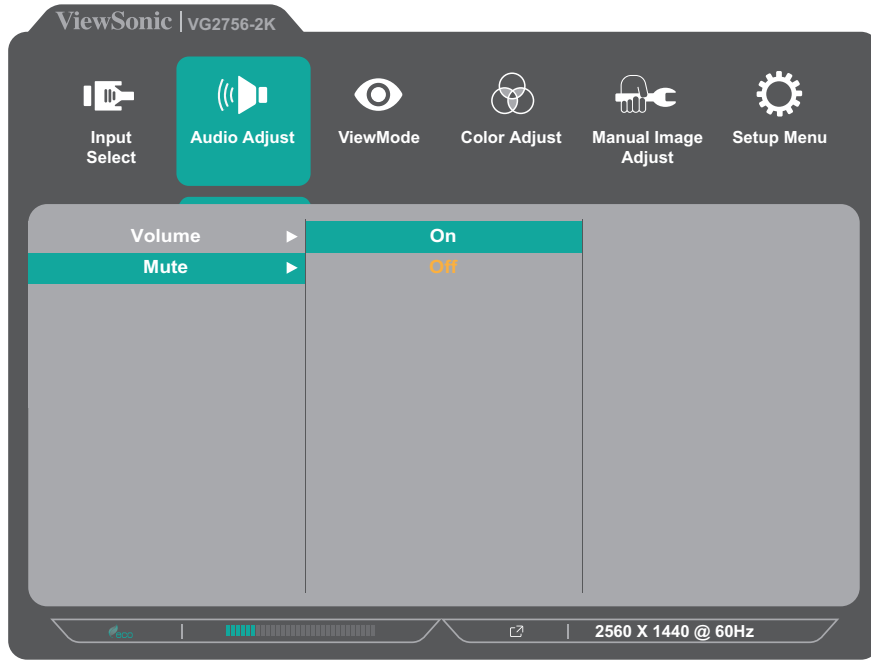 ViewSonic | VG2756-2K
Input Select
Audio Adjust
ViewMode
Color Adjust
Manual Image Adjust
Setup Menu
Volume
On
Mute
Off
eco
2560 X 1440 @ 60Hz